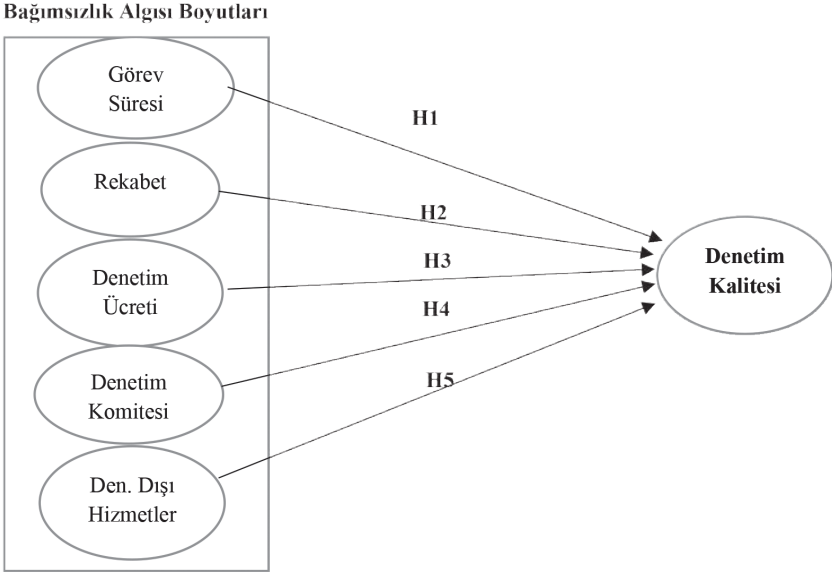 Bağımsızlık Algısı Boyutları
Görev
Süresi
H1
Rekabet
H2
Denetim
Ücreti
H3
Denetim
Kalitesi
H4
Denetim
Komitesi
H5
Den. Dışı
Hizmetler